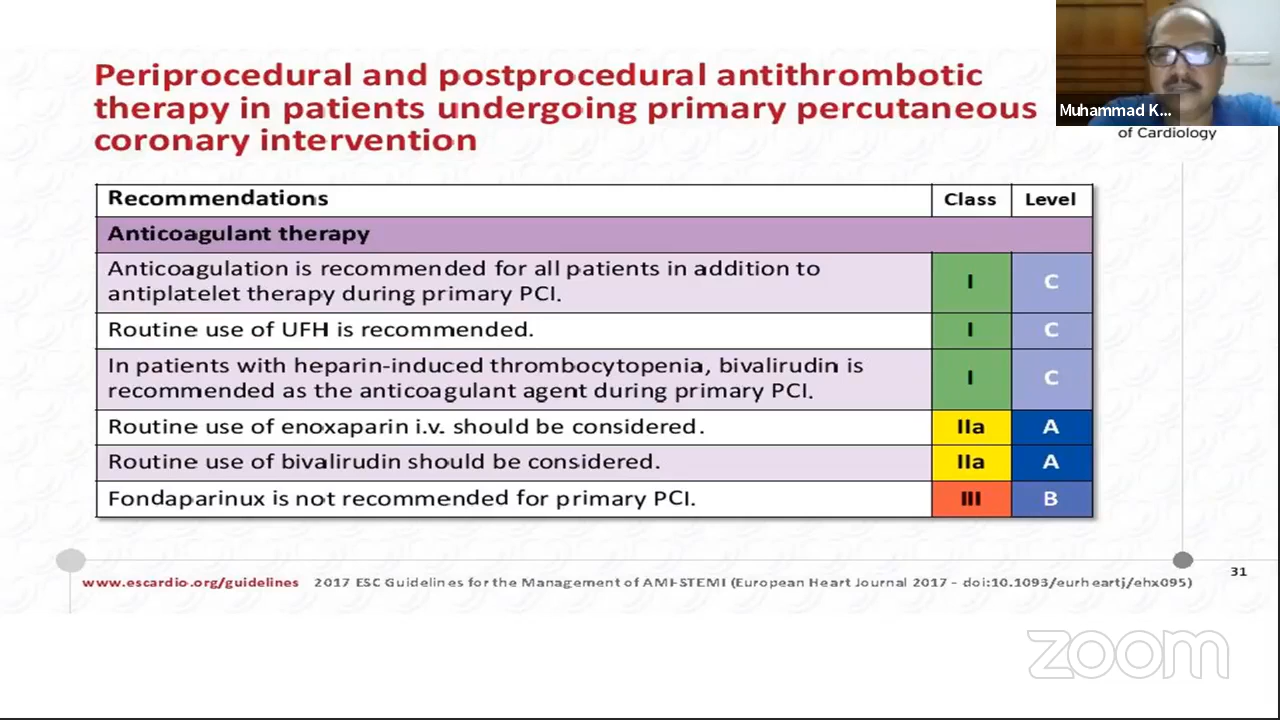 Periprocedural and postprocedural antithrombotic
therapy in patients undergoing primary percutaneous
coronary intervention
Muhammad K...
of Cardiology
Recommendations Class Level
Anticoagulant therapy
Anticoagulation is recommended for all patients in addition to
antiplatelet therapy during primary PCI. I C
Routine use of UFH is recommended. I C
In patients with heparin-induced thrombocytopenia, bivalirudin is
recommended as the anticoagulant agent during primary PCI. I C
Routine use of enoxaparin i.v. should be considered. IIa A
Routine use of bivalirudin should be considered. IIa A
Fondaparinux is not recommended for primary PCI. III B
31
www.escardio.org/guidelines 2017 ESC Guidelines for the Management of AMI-STEMI (European Heart Journal 2017 - doi:10.1093/eurheartj/ehx095)
zoom